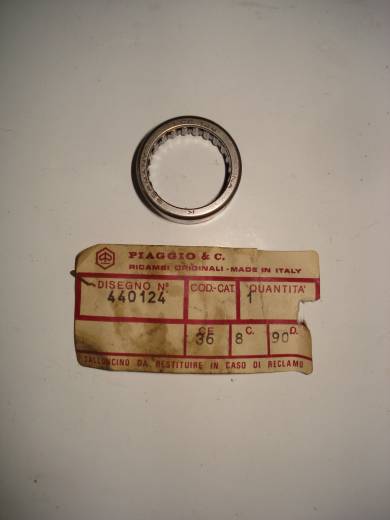 K
PIAGGIO & C.
RICAMBI ORIGINALI - MADE IN ITALY
DISEGNO N° COD.-CAT. QUANTITA'
440124 1
CE C. D.
36 8 90
TALLONCINO DA RESTITUIRE IN CASO DI RECLAMO